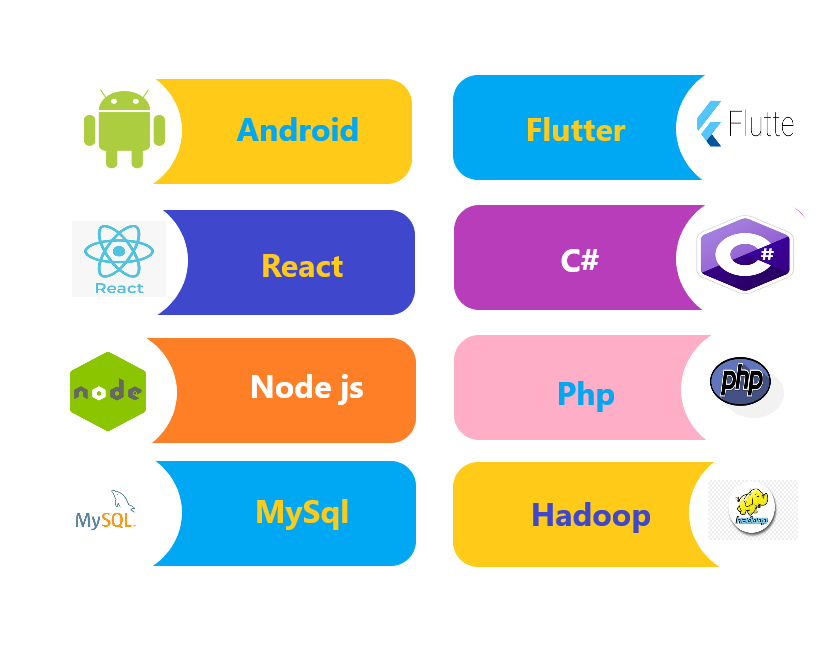 Android
Flutter
Flutte
React
React
C#
C
#
node
Node js
Php
php
MySQL
MySql
Hadoop
hadoop